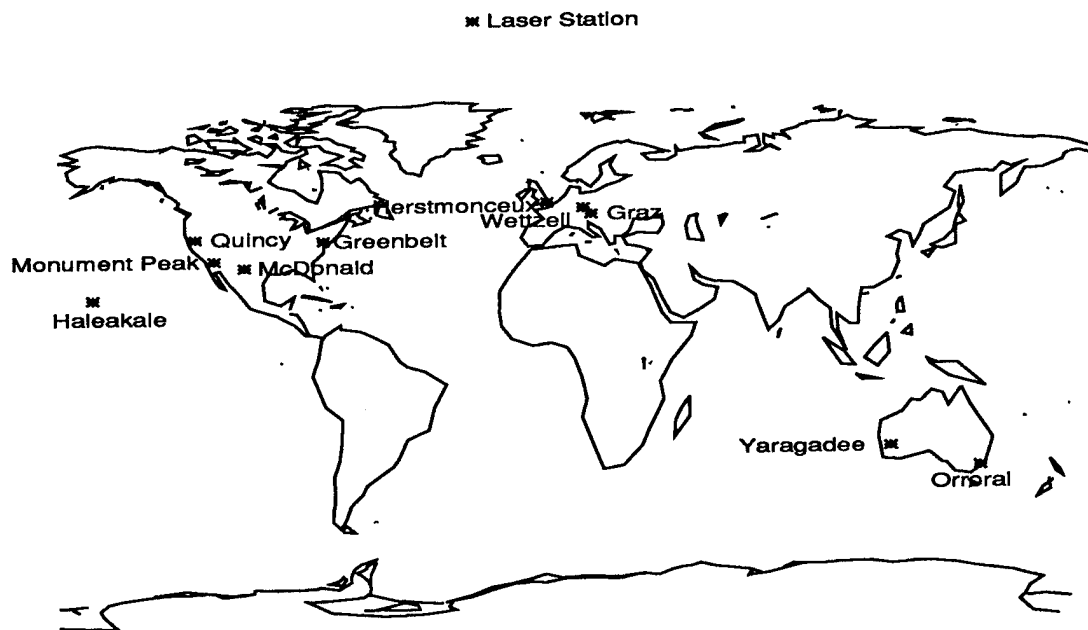 Laser Station
Herstmonceux
Wettzell
Graz
Quincy
Greenbelt
Monument Peak
McDonald
Haleakale
Yaragadee
Orroral